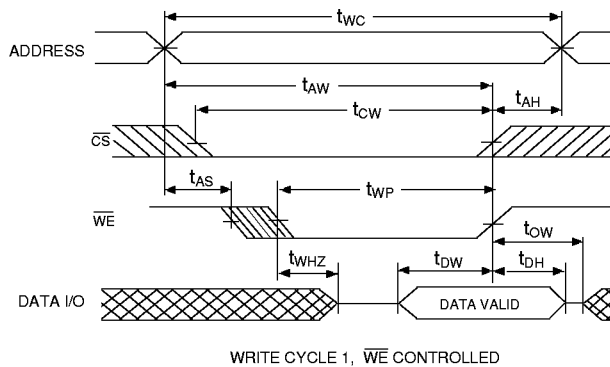 tWC
ADDRESS
tAW
tCW
tAH
CS
tAS
tWP
WE
tOW
tWHZ
tDW
tDH
DATA I/O
DATA VALID
WRITE CYCLE 1, WE CONTROLLED